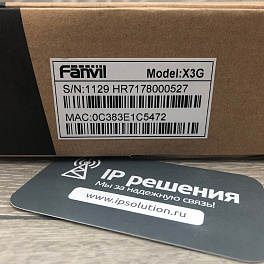 Fanvil Model:X3G
S/N:1129 HR7178000527
MAC:0C383E1C5472
IP решения
Мы за надежную связь!
www.ipsolution.ru